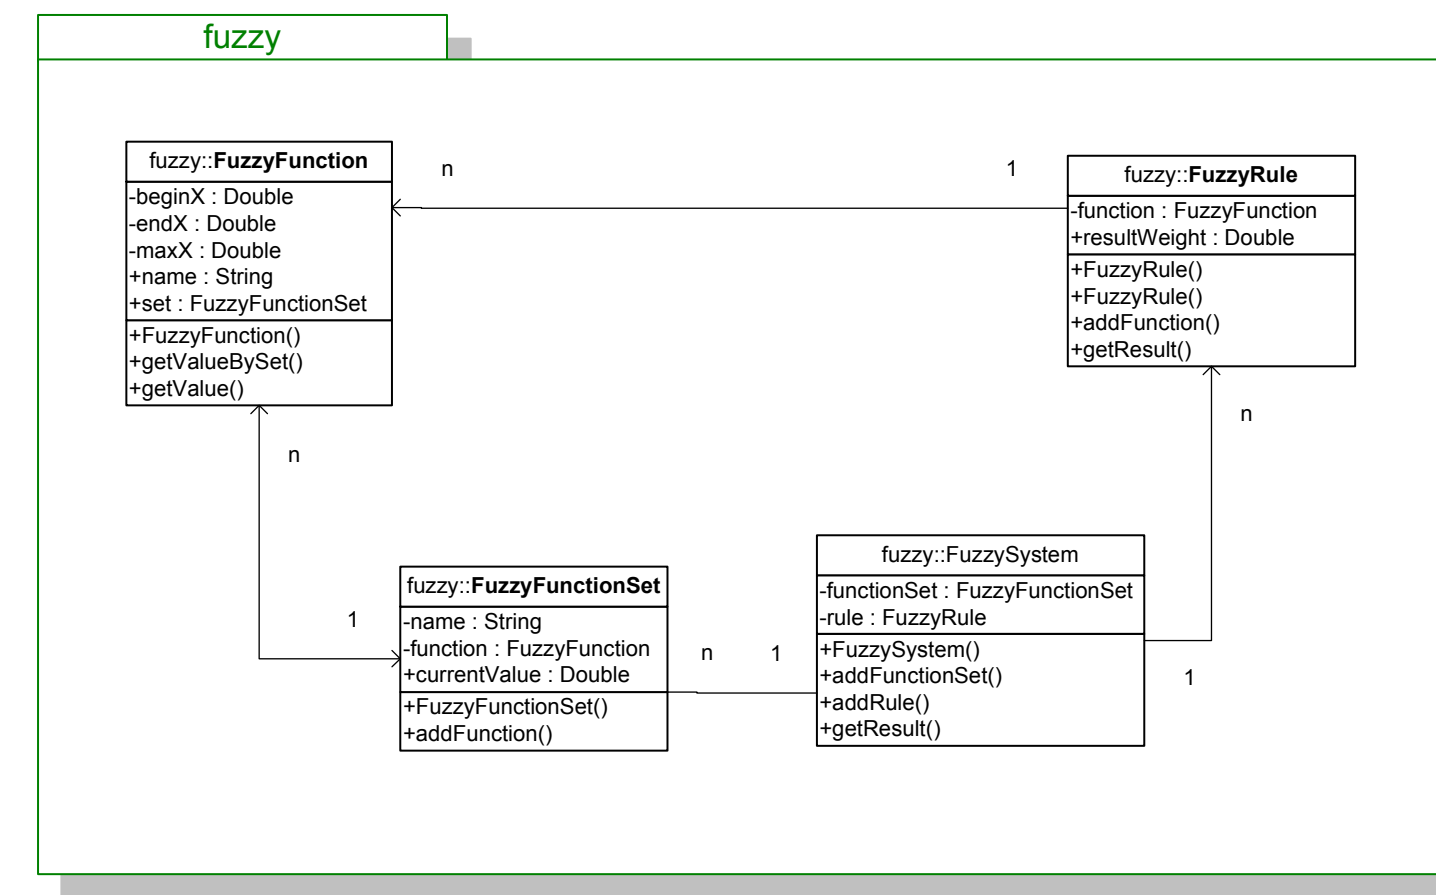 fuzzy
fuzzy::FuzzyFunction
-beginX : Double
-endX : Double
-maxX : Double
+name : String
+set : FuzzyFunctionSet
+FuzzyFunction()
+getValueBySet()
+getValue()
n
1
fuzzy::FuzzyRule
-function : FuzzyFunction
+resultWeight : Double
+FuzzyRule()
+FuzzyRule()
+addFunction()
+getResult()
n
n
1
fuzzy::FuzzyFunctionSet
-name : String
-function : FuzzyFunction
+currentValue : Double
+FuzzyFunctionSet()
+addFunction()
n
1
fuzzy::FuzzySystem
-functionSet : FuzzyFunctionSet
-rule : FuzzyRule
+FuzzySystem()
+addFunctionSet()
+addRule()
+getResult()
1